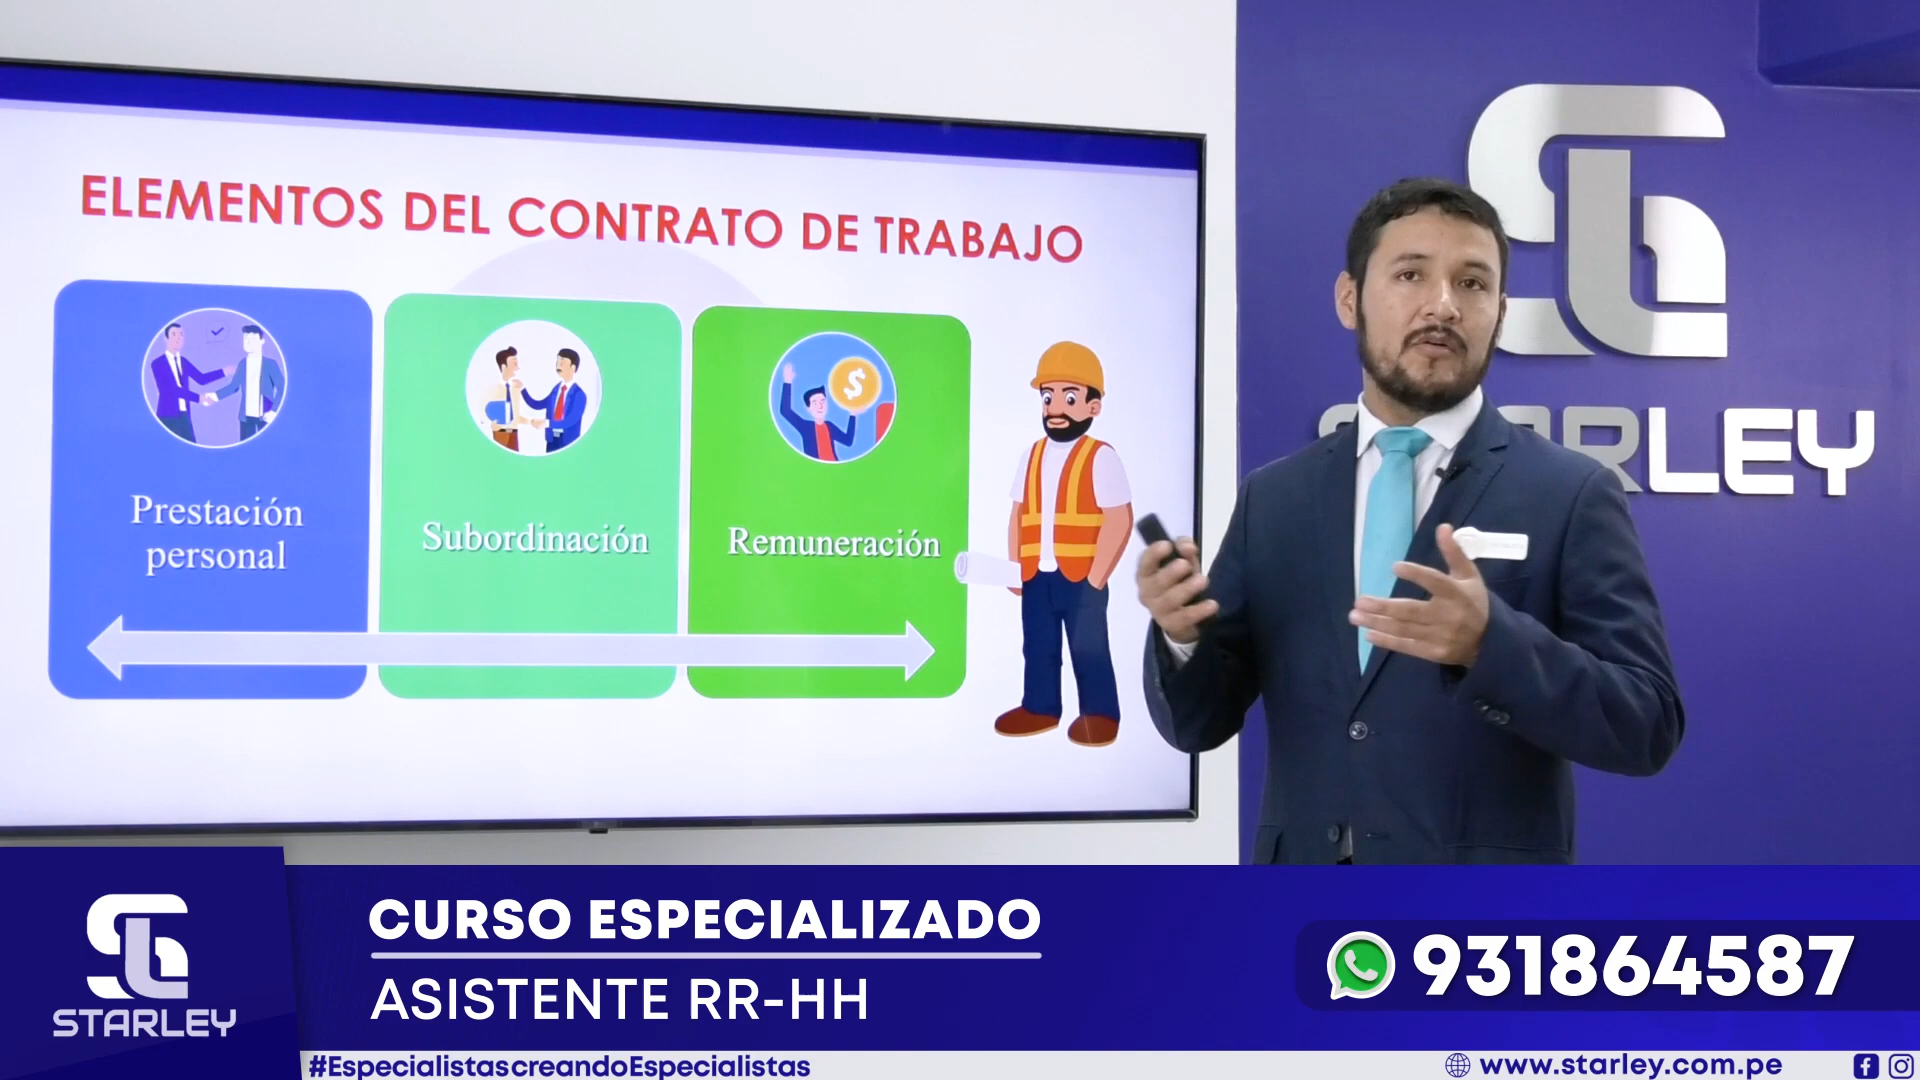 ELEMENTOS DEL CONTRATO DE TRABAJO
Prestación
personal
Subordinación
Remuneración
LEY
STARLEY
CURSO ESPECIALIZADO
ASISTENTE RR-HH
931864587
#EspecialistascreandoEspecialistas
www.starley.com.pe